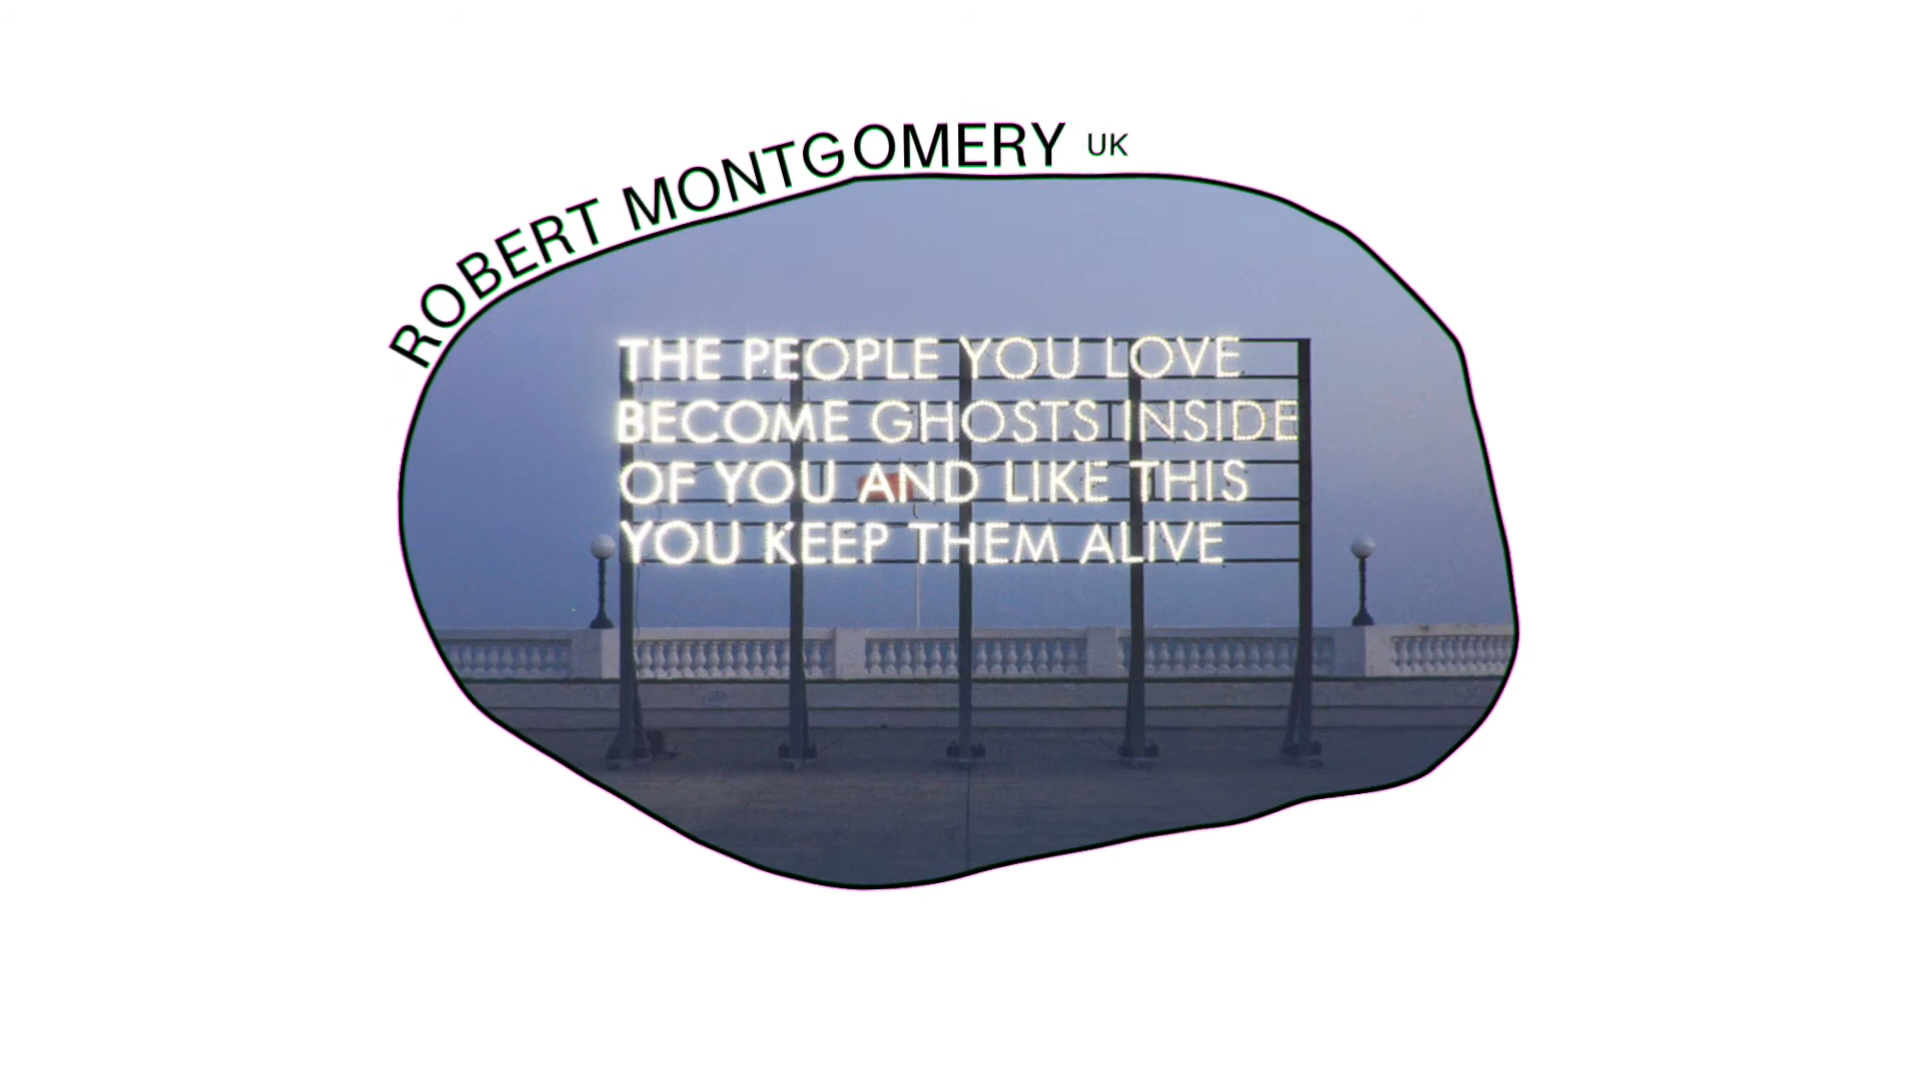 ROBERT MONTGOMERY UK
THE PEOPLE YOU LOVE
BECOME GHOSTS INSIDE
OF YOU AND LIKE THIS
YOU KEEP THEM ALIVE